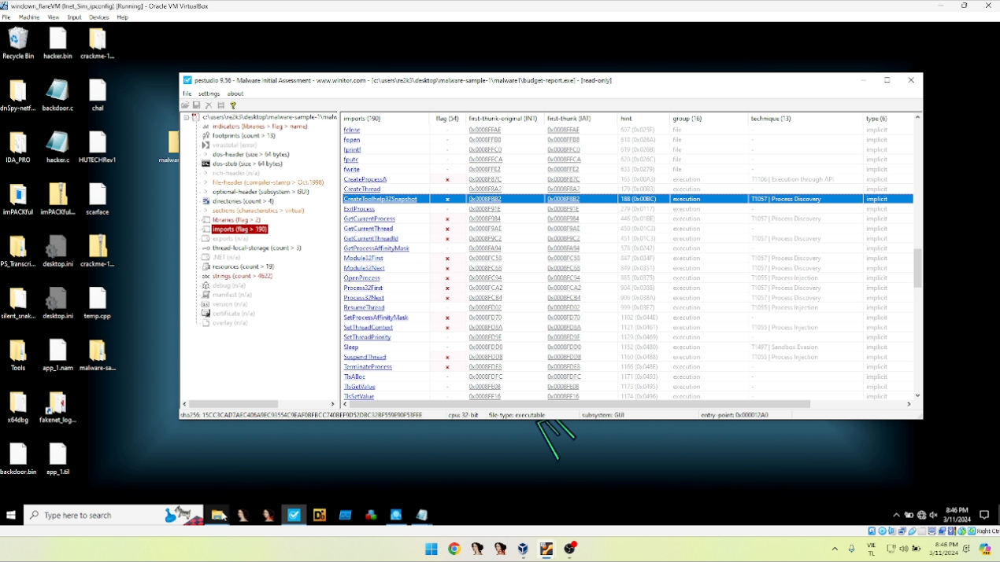 windown_flareVM (Inet_Sim_ipconfig) [Running] - Oracle VM VirtualBox
File Machine View Input Devices Help
Recycle Bin hacker.bin crackme-1...
dnSpy-netf... backdoor.c chal
IDA_PRO hacker.c HUTECHRev1
imPACKful imPACKfuL... scarface
PS_Transcri... desktop.ini crackme-1...
silent_snak... desktop.ini temp.cpp
Tools app_1.nam malware-sa...
x64dbg fakenet_log...
backdoor.bin app_1.til
malwar
pestudio 9.56 - Malware Initial Assessment - www.winitor.com - [c:\users\re2k3\desktop\malware-sample-1\malware1\budget-report.exe] - [read-only]
file settings about
c:\users\re2k3\desktop\malware-sample-1\malw
indicators (libraries > flag > name)
footprints (count > 13)
virustotal (error)
dos-header (size > 64 bytes)
dos-stub (size > 64 bytes)
rich-header (n/a)
file-header (compiler-stamp > Oct.1998)
optional-header (subsystem > GUI)
directories (count > 4)
sections (characteristics > virtual)
libraries (flag > 2)
imports (flag > 190)
exports (n/a)
thread-local-storage (count > 3)
.NET (n/a)
resources (count > 19)
strings (count > 4622)
debug (n/a)
manifest (n/a)
version (n/a)
certificate (n/a)
overlay (n/a)
imports (190) flag (54) first-thunk-original (INT) first-thunk (IAT) hint group (16) technique (13) type (6)
fclose - 0x0008FFAE 0x0008FFAE 607 (0x025F) file - implicit
fopen - 0x0008FFB8 0x0008FFB8 618 (0x026A) file - implicit
fprintf - 0x0008FFC0 0x0008FFC0 619 (0x026B) file - implicit
fputc - 0x0008FFCA 0x0008FFCA 620 (0x026C) file - implicit
fwrite - 0x0008FFE2 0x0008FFE2 633 (0x0279) file - implicit
CreateProcessA x 0x0008F87C 0x0008F87C 163 (0x00A3) execution T1106 | Execution through API implicit
CreateThread - 0x0008F8A2 0x0008F8A2 179 (0x00B3) execution - implicit
CreateToolhelp32Snapshot x 0x0008F8B2 0x0008F8B2 188 (0x00BC) execution T1057 | Process Discovery implicit
ExitProcess - 0x0008F91E 0x0008F91E 279 (0x0117) execution - implicit
GetCurrentProcess x 0x0008F984 0x0008F984 446 (0x01BE) execution T1057 | Process Discovery implicit
GetCurrentThread x 0x0008F9AE 0x0008F9AE 450 (0x01C2) execution - implicit
GetCurrentThreadId x 0x0008F9C2 0x0008F9C2 451 (0x01C3) execution T1057 | Process Discovery implicit
GetProcessAffinityMask - 0x0008FA94 0x0008FA94 578 (0x0242) execution - implicit
Module32First x 0x0008FC58 0x0008FC58 847 (0x034F) execution T1057 | Process Discovery implicit
Module32Next x 0x0008FC68 0x0008FC68 849 (0x0351) execution T1057 | Process Discovery implicit
OpenProcess x 0x0008FC94 0x0008FC94 885 (0x0375) execution T1055 | Process Injection implicit
Process32First x 0x0008FCA2 0x0008FCA2 904 (0x0388) execution T1057 | Process Discovery implicit
Process32Next x 0x0008FCB4 0x0008FCB4 906 (0x038A) execution T1057 | Process Discovery implicit
ResumeThread - 0x0008FD02 0x0008FD02 999 (0x03E7) execution T1055 | Process Injection implicit
SetProcessAffinityMask x 0x0008FD70 0x0008FD70 1102 (0x044E) execution - implicit
SetThreadContext x 0x0008FD8A 0x0008FD8A 1121 (0x0461) execution T1055 | Process Injection implicit
SetThreadPriority - 0x0008FD9E 0x0008FD9E 1129 (0x0469) execution - implicit
Sleep - 0x0008FDD0 0x0008FDD0 1152 (0x0480) execution T1497 | Sandbox Evasion implicit
SuspendThread x 0x0008FDD8 0x0008FDD8 1160 (0x0488) execution T1055 | Process Injection implicit
TerminateProcess x 0x0008FDE8 0x0008FDE8 1166 (0x048E) execution - implicit
TlsAlloc - 0x0008FDFC 0x0008FDFC 1171 (0x0493) execution - implicit
TlsGetValue - 0x0008FE08 0x0008FE08 1173 (0x0495) execution - implicit
TlsSetValue - 0x0008FE16 0x0008FE16 1174 (0x0496) execution - implicit
cpu: 32-bit file-type: executable subsystem: GUI entry-point: 0x000012A0
Type here to search
8:46 PM
3/11/2024
Right Ctr
VIE
TL
8:46 PM
3/11/2024